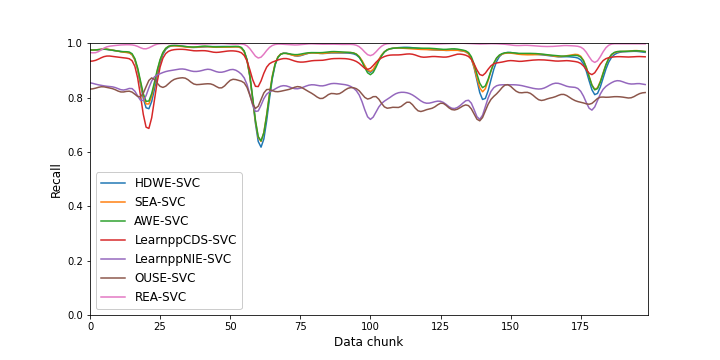 1.0
0.8
0.6
0.4
0.2
0.0
Recall
HDWE-SVC
SEA-SVC
AWE-SVC
LearnppCDS-SVC
LearnppNIE-SVC
OUSE-SVC
REA-SVC
0 25 50 75 100 125 150 175
Data chunk